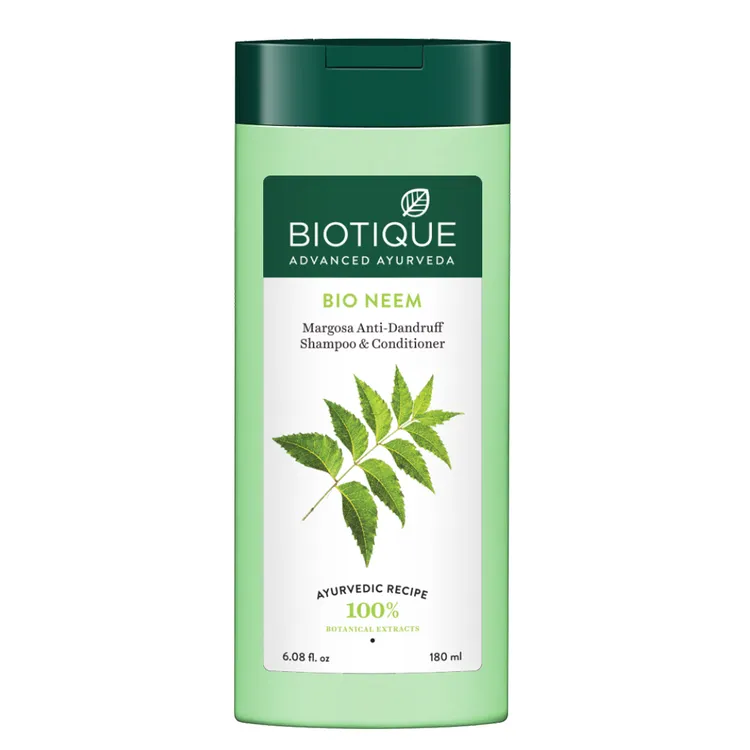 BIOTIQUE
ADVANCED AYURVEDA
BIO NEEM
Margosa Anti-Dandruff
Shampoo & Conditioner
AYURVEDIC RECIPE
100%
BOTANICAL EXTRACTS
6.08 fl. oz 180 ml